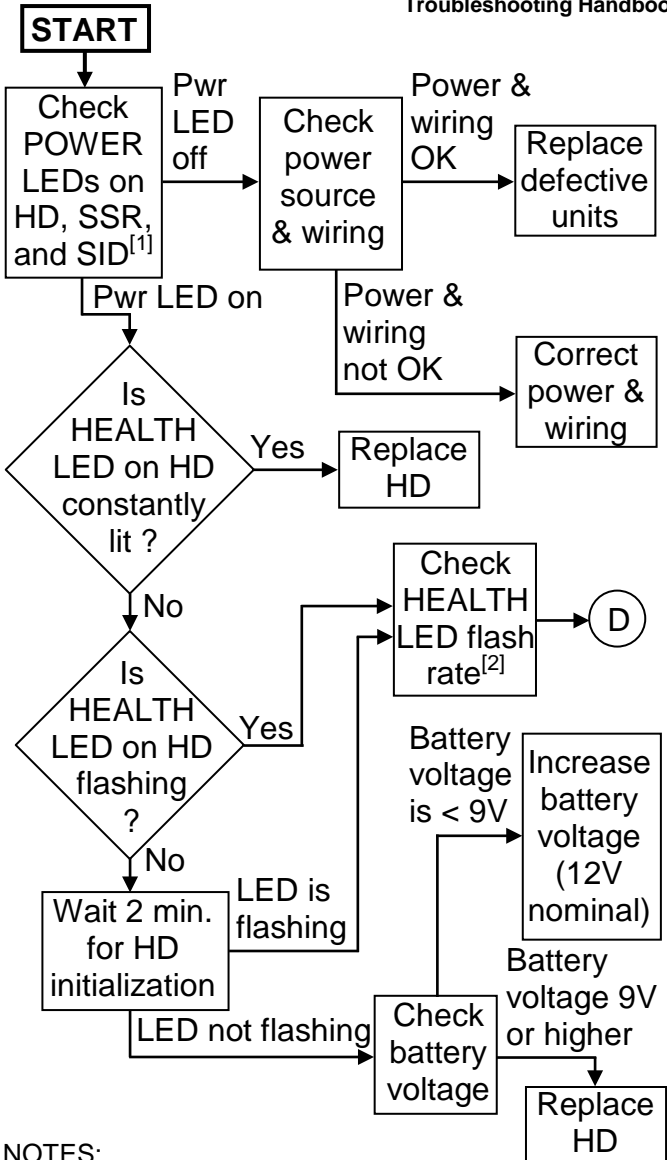 Troubleshooting Handboo
START
Check
POWER
LEDs on
HD, SSR,
and SID[1]
Pwr
LED
off
Check
power
source
& wiring
Power &
wiring
OK
Replace
defective
units
Power &
wiring
not OK
Correct
power &
wiring
Pwr LED on
Is
HEALTH
LED on HD
constantly
lit ?
Yes
Replace
HD
No
Is
HEALTH
LED on HD
flashing
?
Yes
Check
HEALTH
LED flash
rate[2]
D
No
Wait 2 min.
for HD
initialization
LED is
flashing
LED not flashing
Check
battery
voltage
Battery
voltage
is < 9V
Increase
battery
voltage
(12V
nominal)
Battery
voltage 9V
or higher
Replace
HD
NOTES: